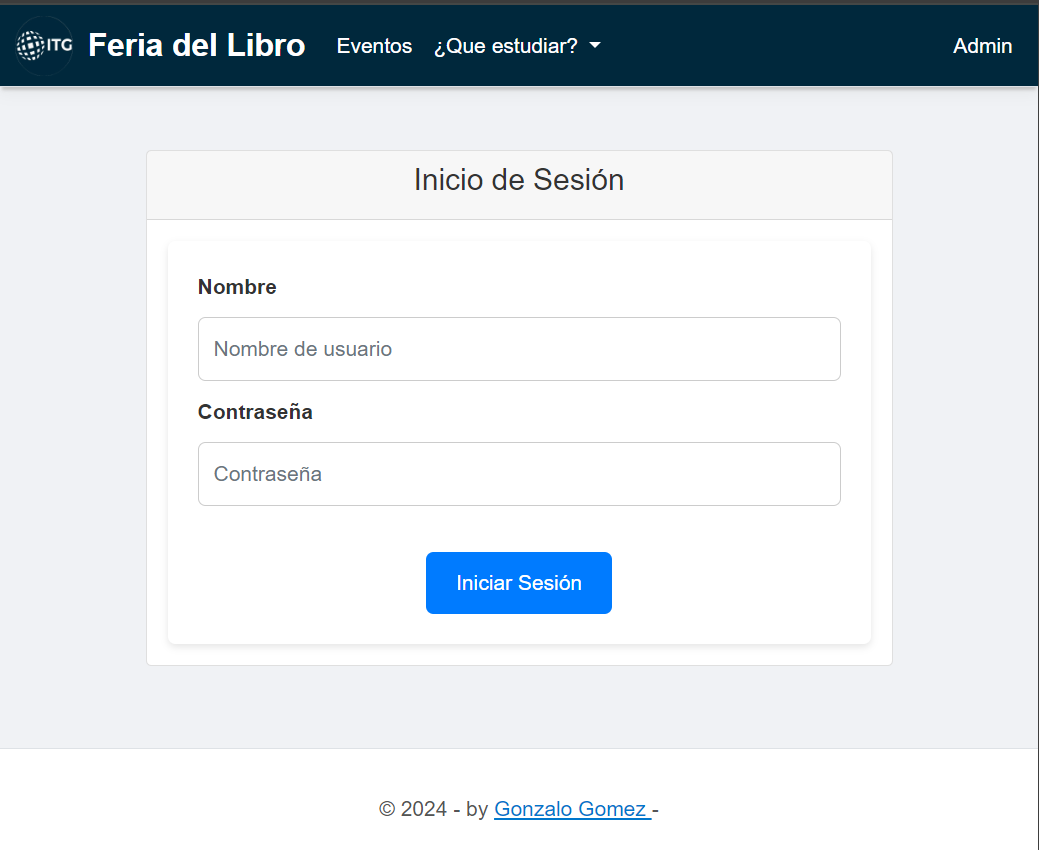 ITG Feria del Libro Eventos ¿Que estudiar? Admin
Inicio de Sesión
Nombre
Nombre de usuario
Contraseña
Contraseña
Iniciar Sesión
© 2024 - by Gonzalo Gomez -